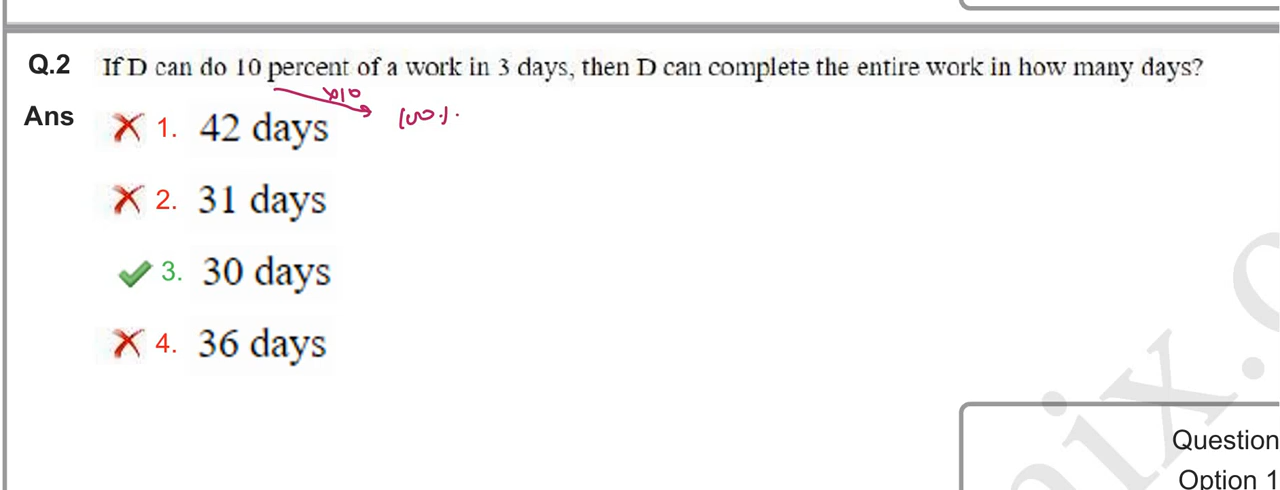 Q.2 If D can do 10 percent of a work in 3 days, then D can complete the entire work in how many days?
x10
100%.
Ans 1. 42 days
2. 31 days
3. 30 days
4. 36 days
Question
Option 1